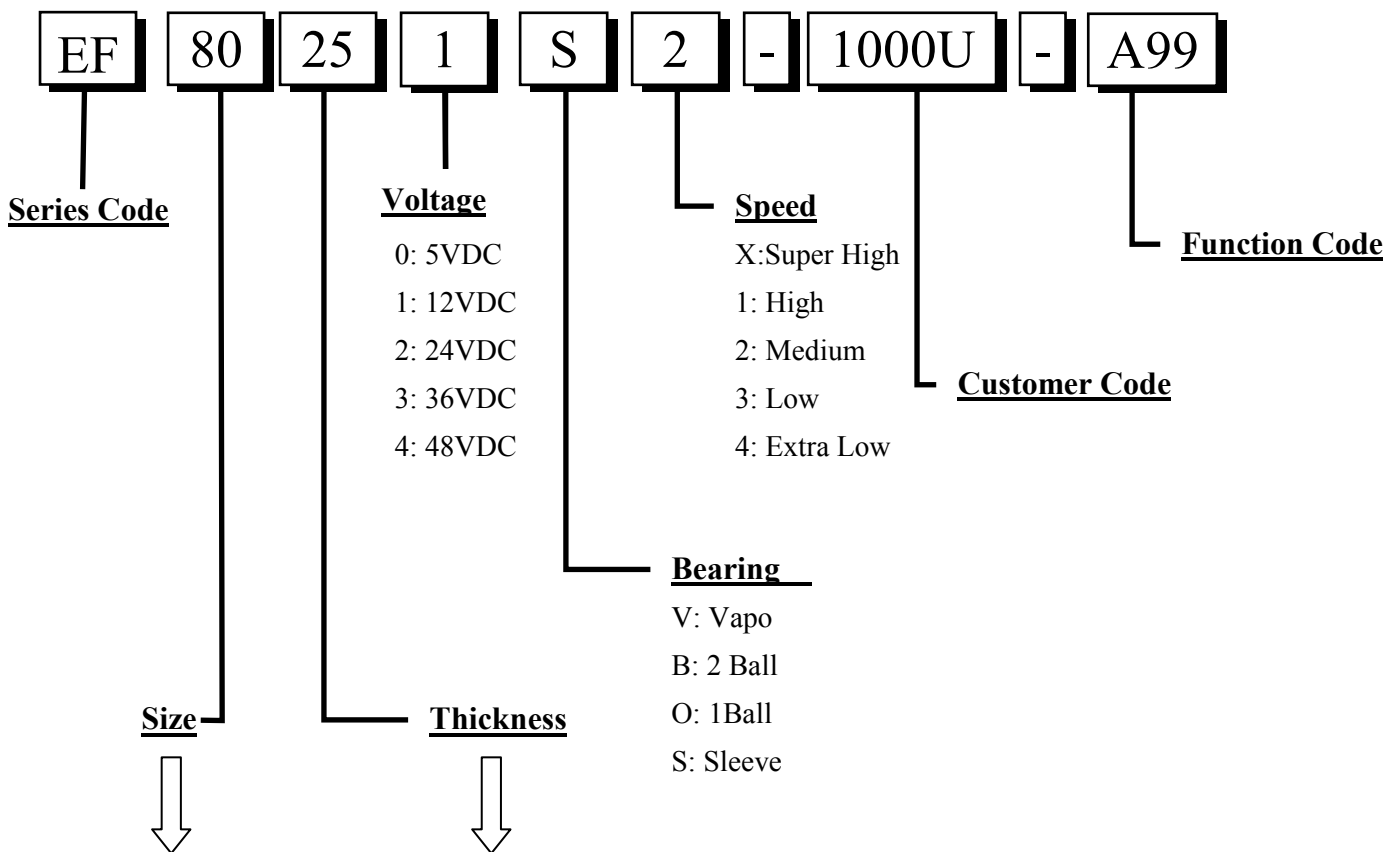 EF 80 25 1 S 2 - 1000U - A99
Series Code
Voltage
0: 5VDC
1: 12VDC
2: 24VDC
3: 36VDC
4: 48VDC
Speed
X:Super High
1: High
2: Medium
3: Low
4: Extra Low
Function Code
Customer Code
Bearing
V: Vapo
B: 2 Ball
O: 1Ball
S: Sleeve
Size
Thickness